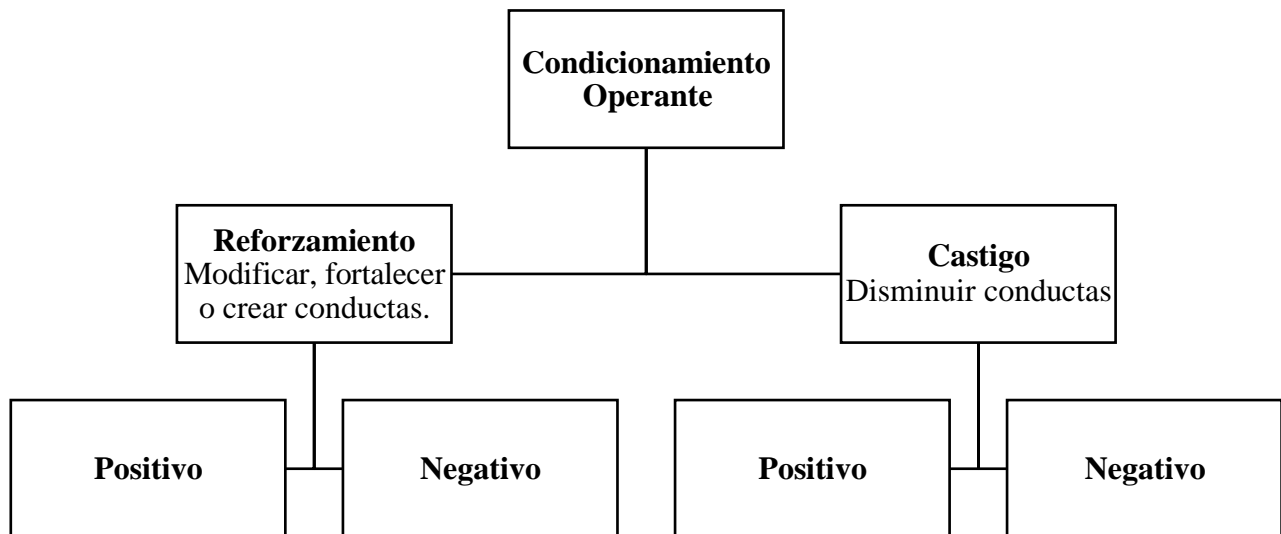 Condicionamiento
Operante
Reforzamiento
Modificar, fortalecer
o crear conductas.
Castigo
Disminuir conductas
Positivo
Negativo
Positivo
Negativo